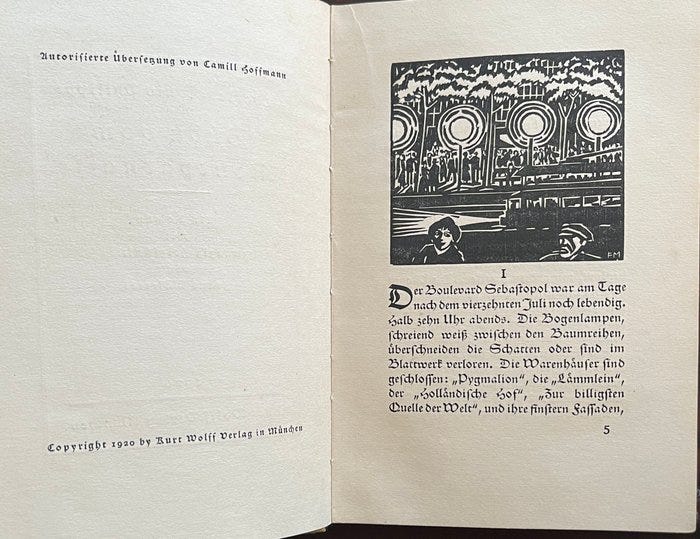 Autorisierte Übersetzung von Camill Hoffmann
Copyright 1920 by Kurt Wolff Verlag in München
FM
I
Der Boulevard Sebastopol war am Tage
nach dem vierzehnten Juli noch lebendig.
Halb zehn Uhr abends. Die Bogenlampen,
schreiend weiß zwischen den Baumreihen,
überschneiden die Schatten oder sind im
Blattwerk verloren. Die Warenhäuser sind
geschlossen: „Pygmalion“, die „Lämmlein“,
der „Holländische Hof“, „Zur billigsten
Quelle der Welt“, und ihre finstern Fassaden,
5